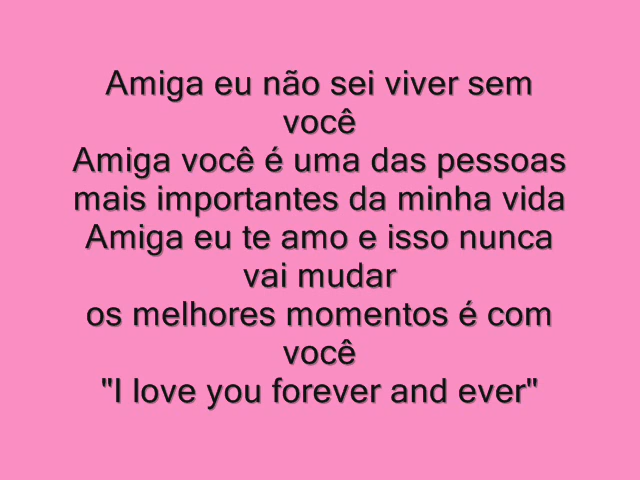 Amiga eu não sei viver sem
você
Amiga você é uma das pessoas
mais importantes da minha vida
Amiga eu te amo e isso nunca
vai mudar
os melhores momentos é com
você
"I love you forever and ever"